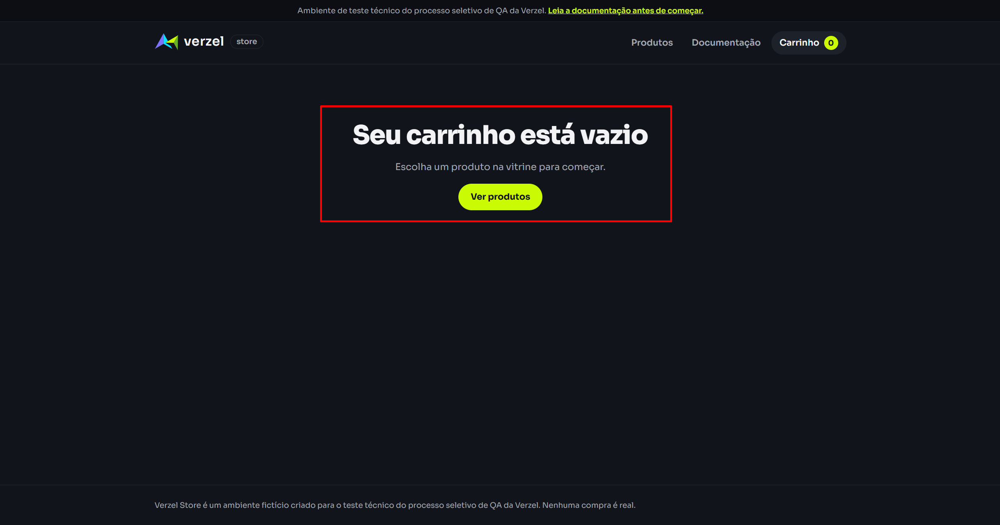 Ambiente de teste técnico do processo seletivo de QA da Verzel. Leia a documentação antes de começar.
verzel store Produtos Documentação Carrinho 0
Seu carrinho está vazio
Escolha um produto na vitrine para começar.
Ver produtos
Verzel Store é um ambiente fictício criado para o teste técnico do processo seletivo de QA da Verzel. Nenhuma compra é real.